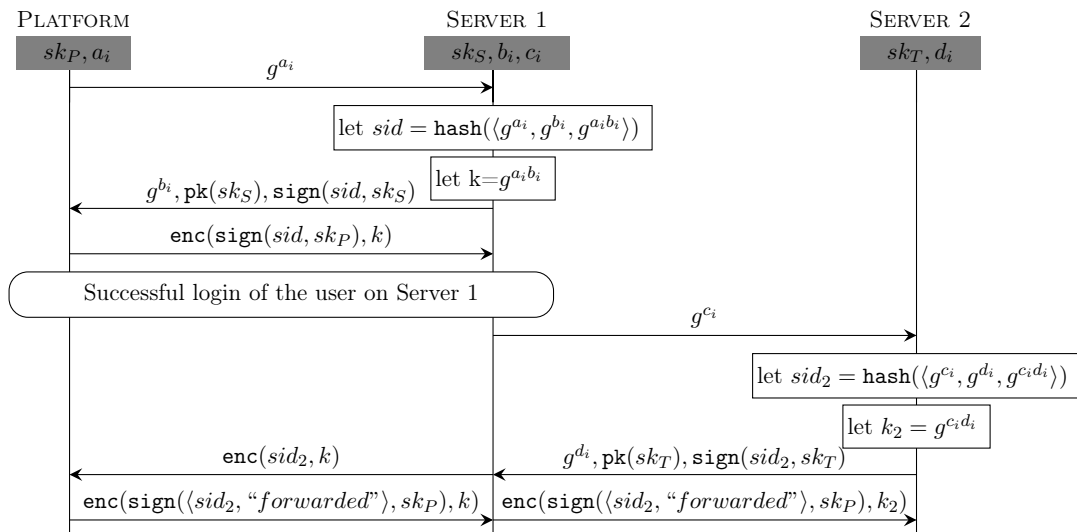 PLATFORM SERVER 1 SERVER 2
sk_P, a_i sk_S, b_i, c_i sk_T, d_i
g^{a_i}
let sid = hash(⟨g^{a_i}, g^{b_i}, g^{a_i b_i}⟩)
let k=g^{a_i b_i}
g^{b_i}, pk(sk_S), sign(sid, sk_S)
enc(sign(sid, sk_P), k)
Successful login of the user on Server 1
g^{c_i}
let sid_2 = hash(⟨g^{c_i}, g^{d_i}, g^{c_i d_i}⟩)
let k_2 = g^{c_i d_i}
enc(sid_2, k) g^{d_i}, pk(sk_T), sign(sid_2, sk_T)
enc(sign(⟨sid_2, “forwarded”⟩, sk_P), k) enc(sign(⟨sid_2, “forwarded”⟩, sk_P), k_2)